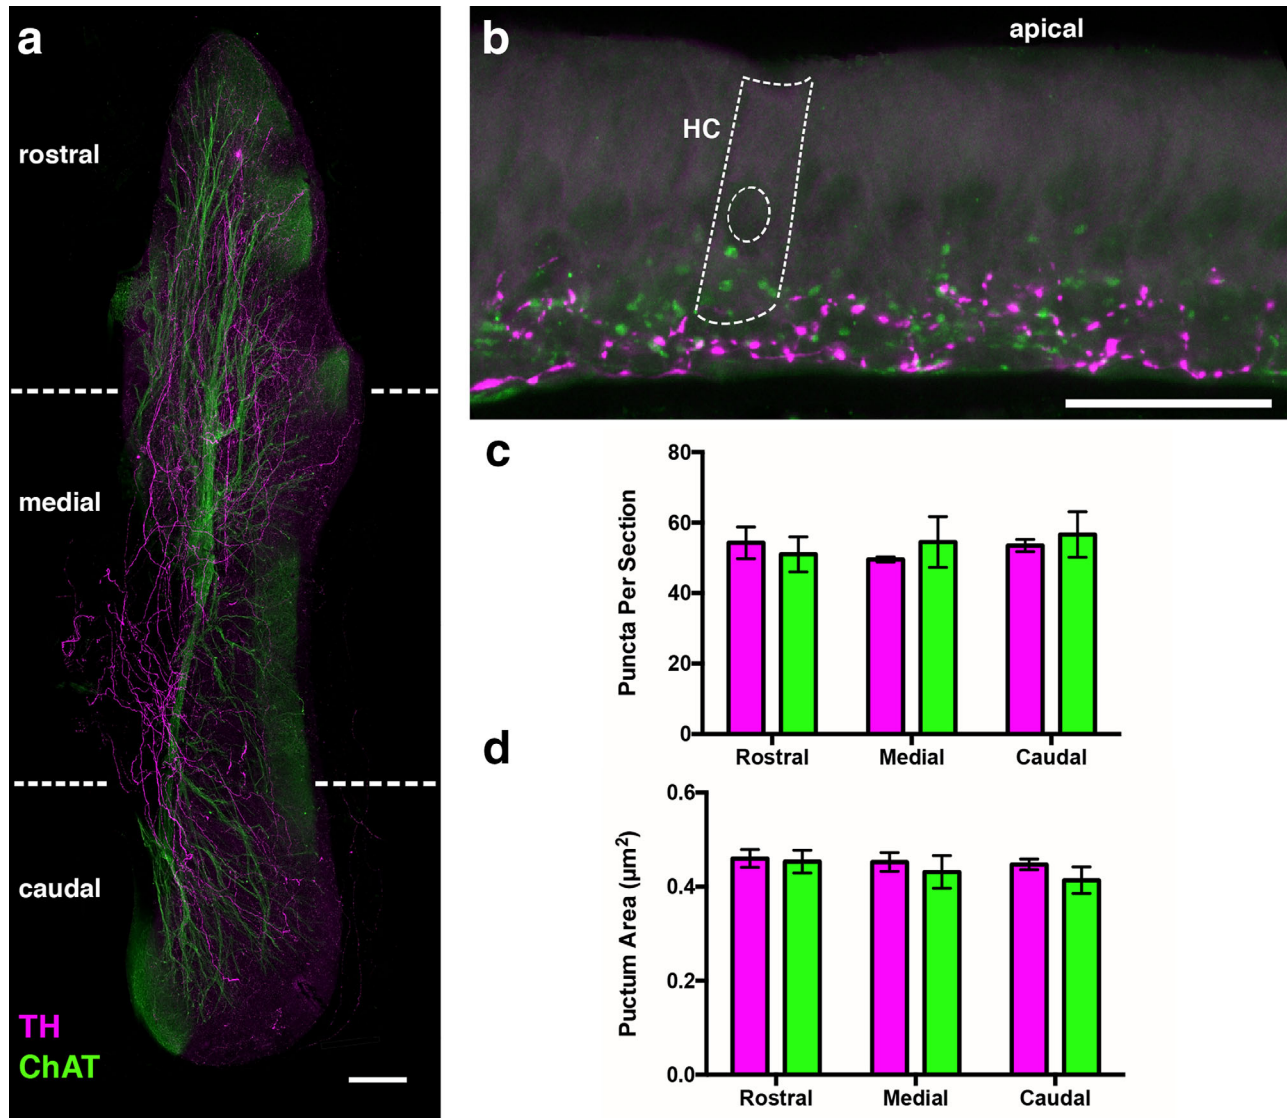 a
rostral
medial
caudal
TH
ChAT
b
apical
HC
c
80
60
40
20
0
Puncta Per Section
Rostral Medial Caudal
d
0.6
0.4
0.2
0.0
Puctum Area (µm²)
Rostral Medial Caudal